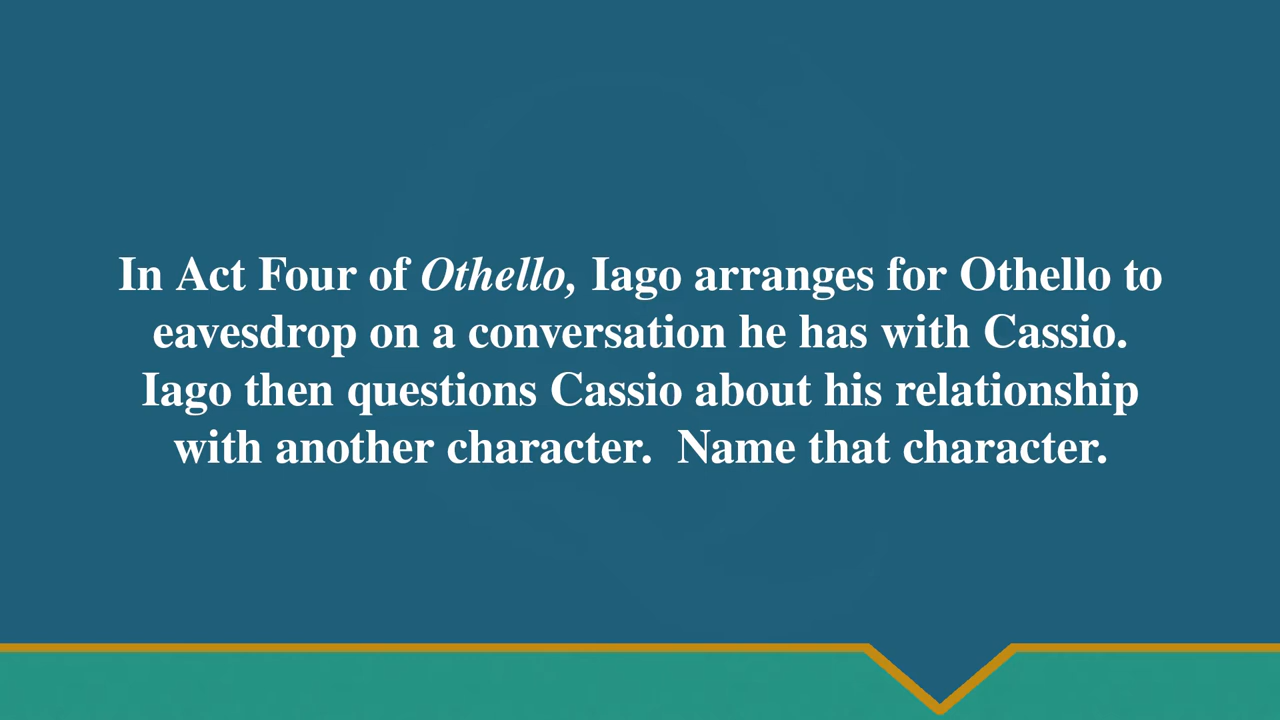 In Act Four of Othello, Iago arranges for Othello to
eavesdrop on a conversation he has with Cassio.
Iago then questions Cassio about his relationship
with another character.  Name that character.